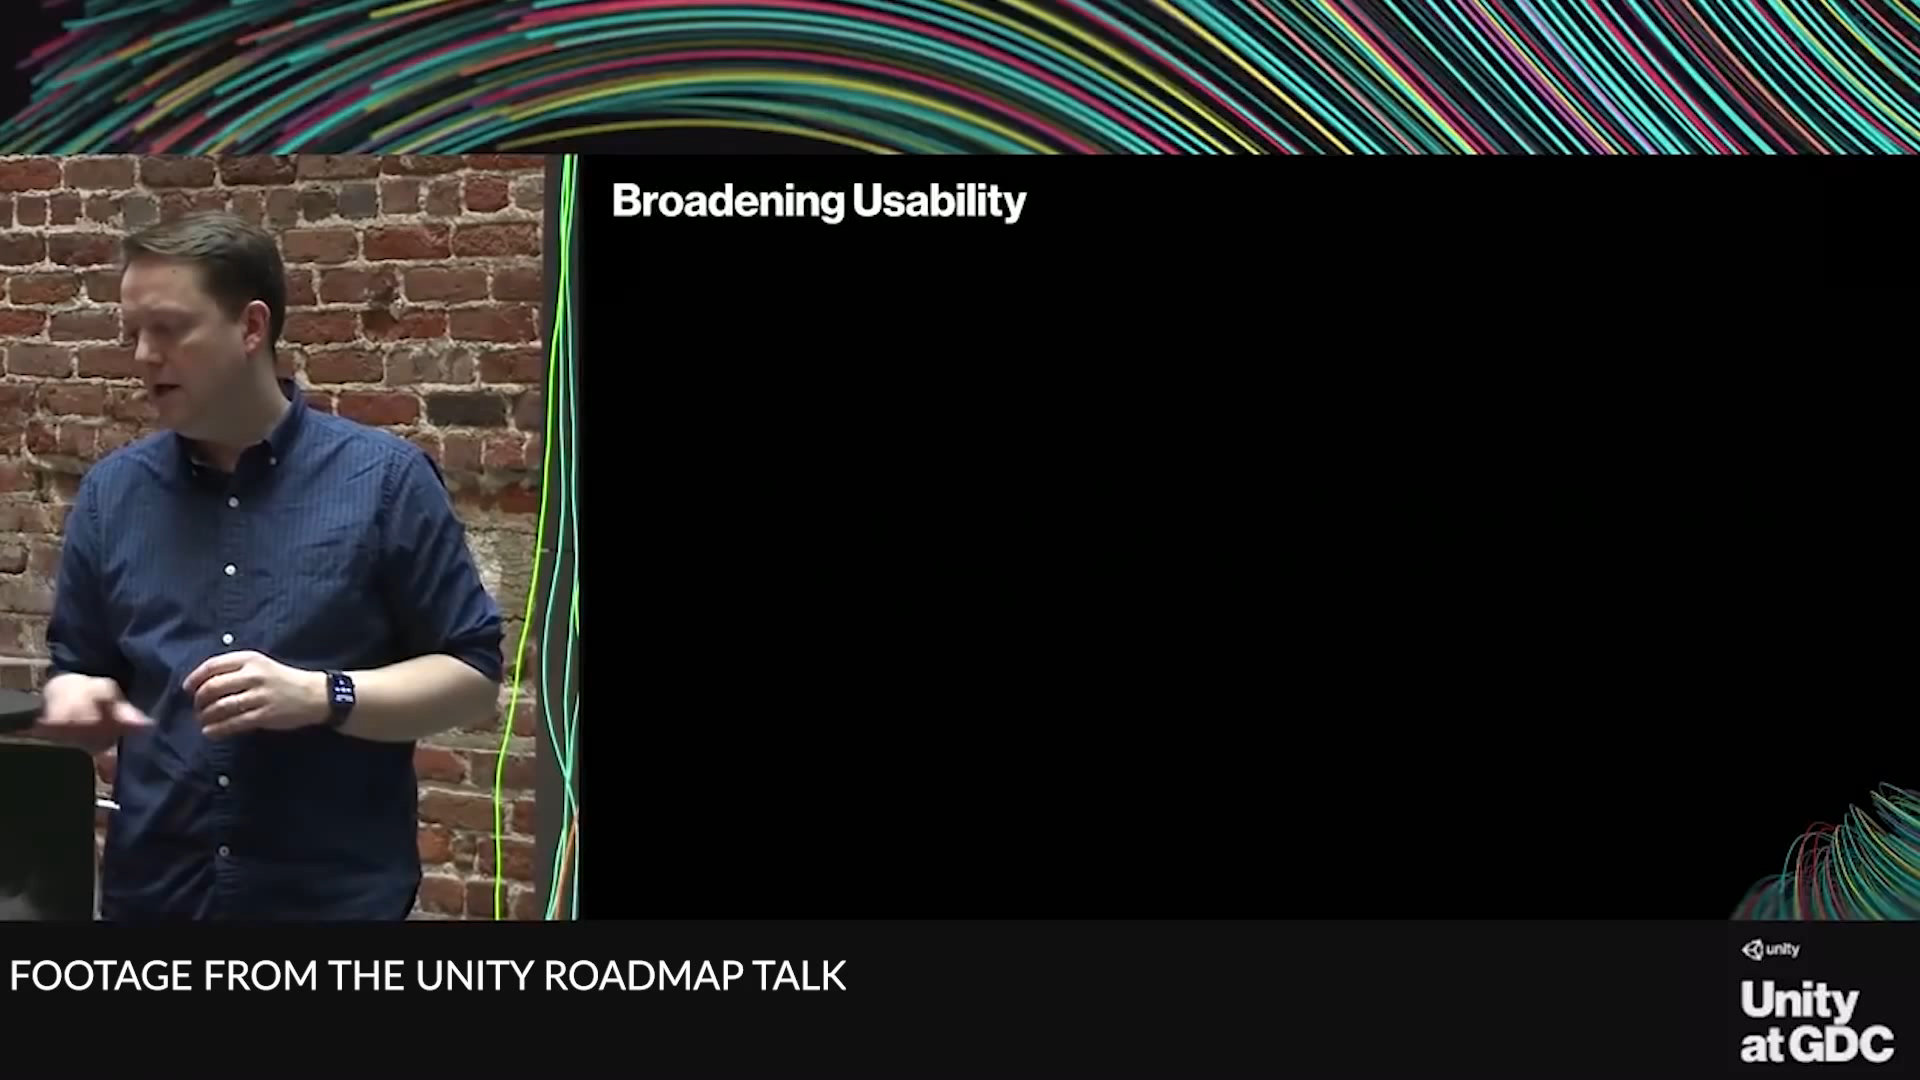 Broadening Usability
FOOTAGE FROM THE UNITY ROADMAP TALK
unity
Unity
at GDC